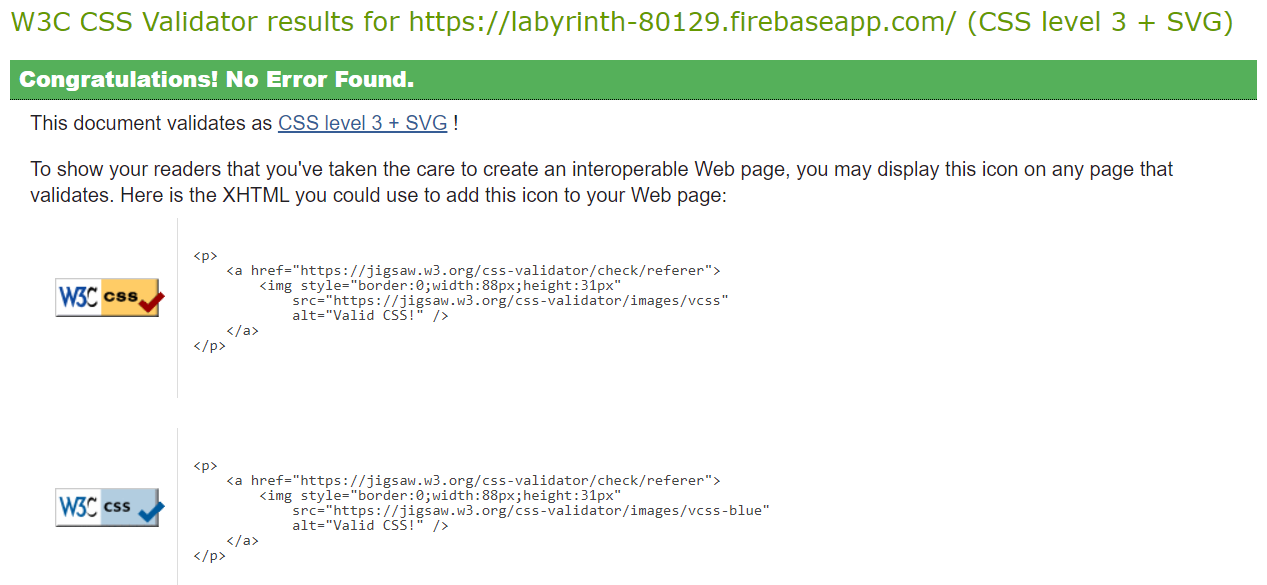 W3C CSS Validator results for https://labyrinth-80129.firebaseapp.com/ (CSS level 3 + SVG)
Congratulations! No Error Found.
This document validates as CSS level 3 + SVG !
To show your readers that you've taken the care to create an interoperable Web page, you may display this icon on any page that
validates. Here is the XHTML you could use to add this icon to your Web page:
<p>
<a href="https://jigsaw.w3.org/css-validator/check/referer">
<img style="border:0;width:88px;height:31px"
W3C css
src="https://jigsaw.w3.org/css-validator/images/vcss"
alt="Valid CSS!" />
</a>
</p>
<p>
<a href="https://jigsaw.w3.org/css-validator/check/referer">
<img style="border:0;width:88px;height:31px"
W3C css
src="https://jigsaw.w3.org/css-validator/images/vcss-blue"
alt="Valid CSS!" />
</a>
</p>